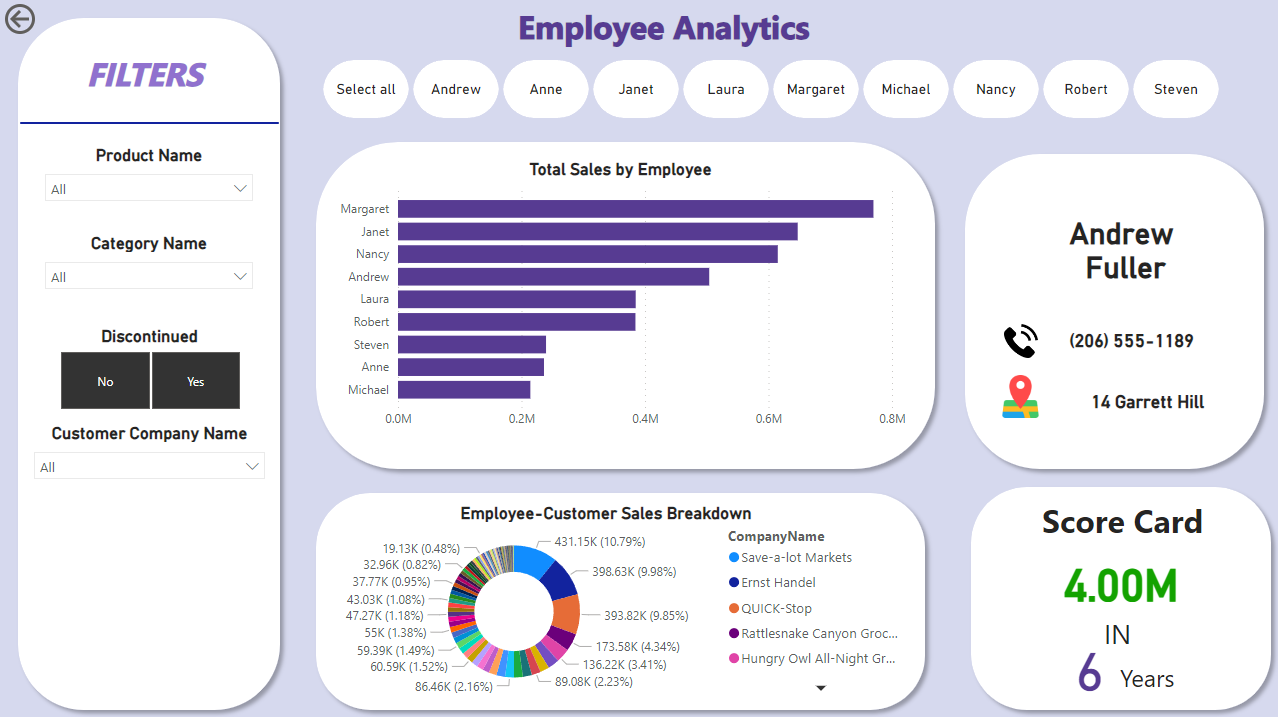 Employee Analytics
FILTERS
Select all
Andrew
Anne
Janet
Laura
Margaret
Michael
Nancy
Robert
Steven
Product Name
All
Category Name
All
Discontinued
No
Yes
Customer Company Name
All
Total Sales by Employee
Margaret
Janet
Nancy
Andrew
Laura
Robert
Steven
Anne
Michael
0.0M
0.2M
0.4M
0.6M
0.8M
Andrew
Fuller
(206) 555-1189
14 Garrett Hill
Employee-Customer Sales Breakdown
431.15K (10.79%)
398.63K (9.98%)
393.82K (9.85%)
173.58K (4.34%)
136.22K (3.41%)
89.08K (2.23%)
86.46K (2.16%)
60.59K (1.52%)
59.39K (1.49%)
55K (1.38%)
47.27K (1.18%)
43.03K (1.08%)
37.77K (0.95%)
32.96K (0.82%)
19.13K (0.48%)
CompanyName
Save-a-lot Markets
Ernst Handel
QUICK-Stop
Rattlesnake Canyon Groc...
Hungry Owl All-Night Gr...
Score Card
4.00M
IN
6 Years